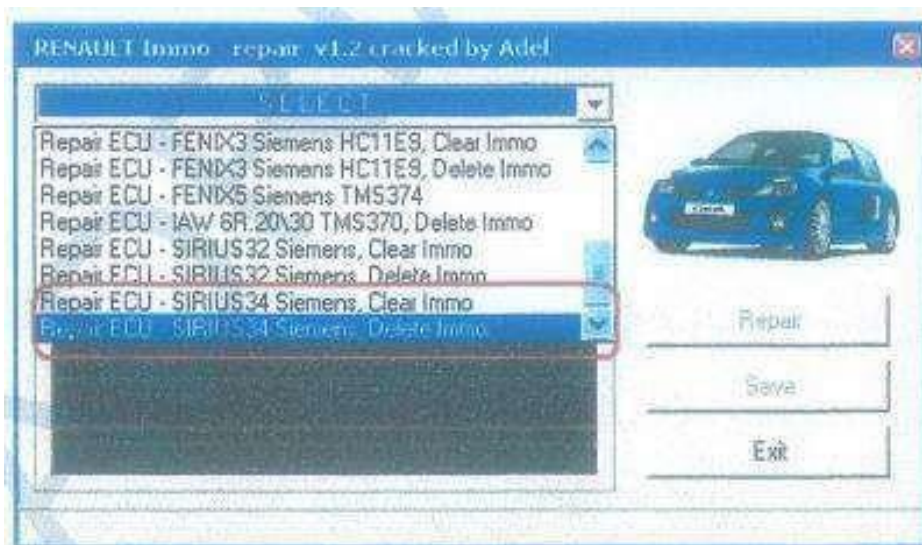 RENAULT Immo repair v1.2 cracked by Adel
SELECT
Repair ECU - FENIX3 Siemens HC11E9, Clear Immo
Repair ECU - FENIX3 Siemens HC11E9, Delete Immo
Repair ECU - FENIX5 Siemens TMS374
Repair ECU - IAW 6R.20\30 TMS370, Delete Immo
Repair ECU - SIRIUS32 Siemens, Clear Immo
Repair ECU - SIRIUS32 Siemens, Delete Immo
Repair ECU - SIRIUS34 Siemens, Clear Immo
Repair ECU - SIRIUS34 Siemens, Delete Immo
Repair
Save
Exit